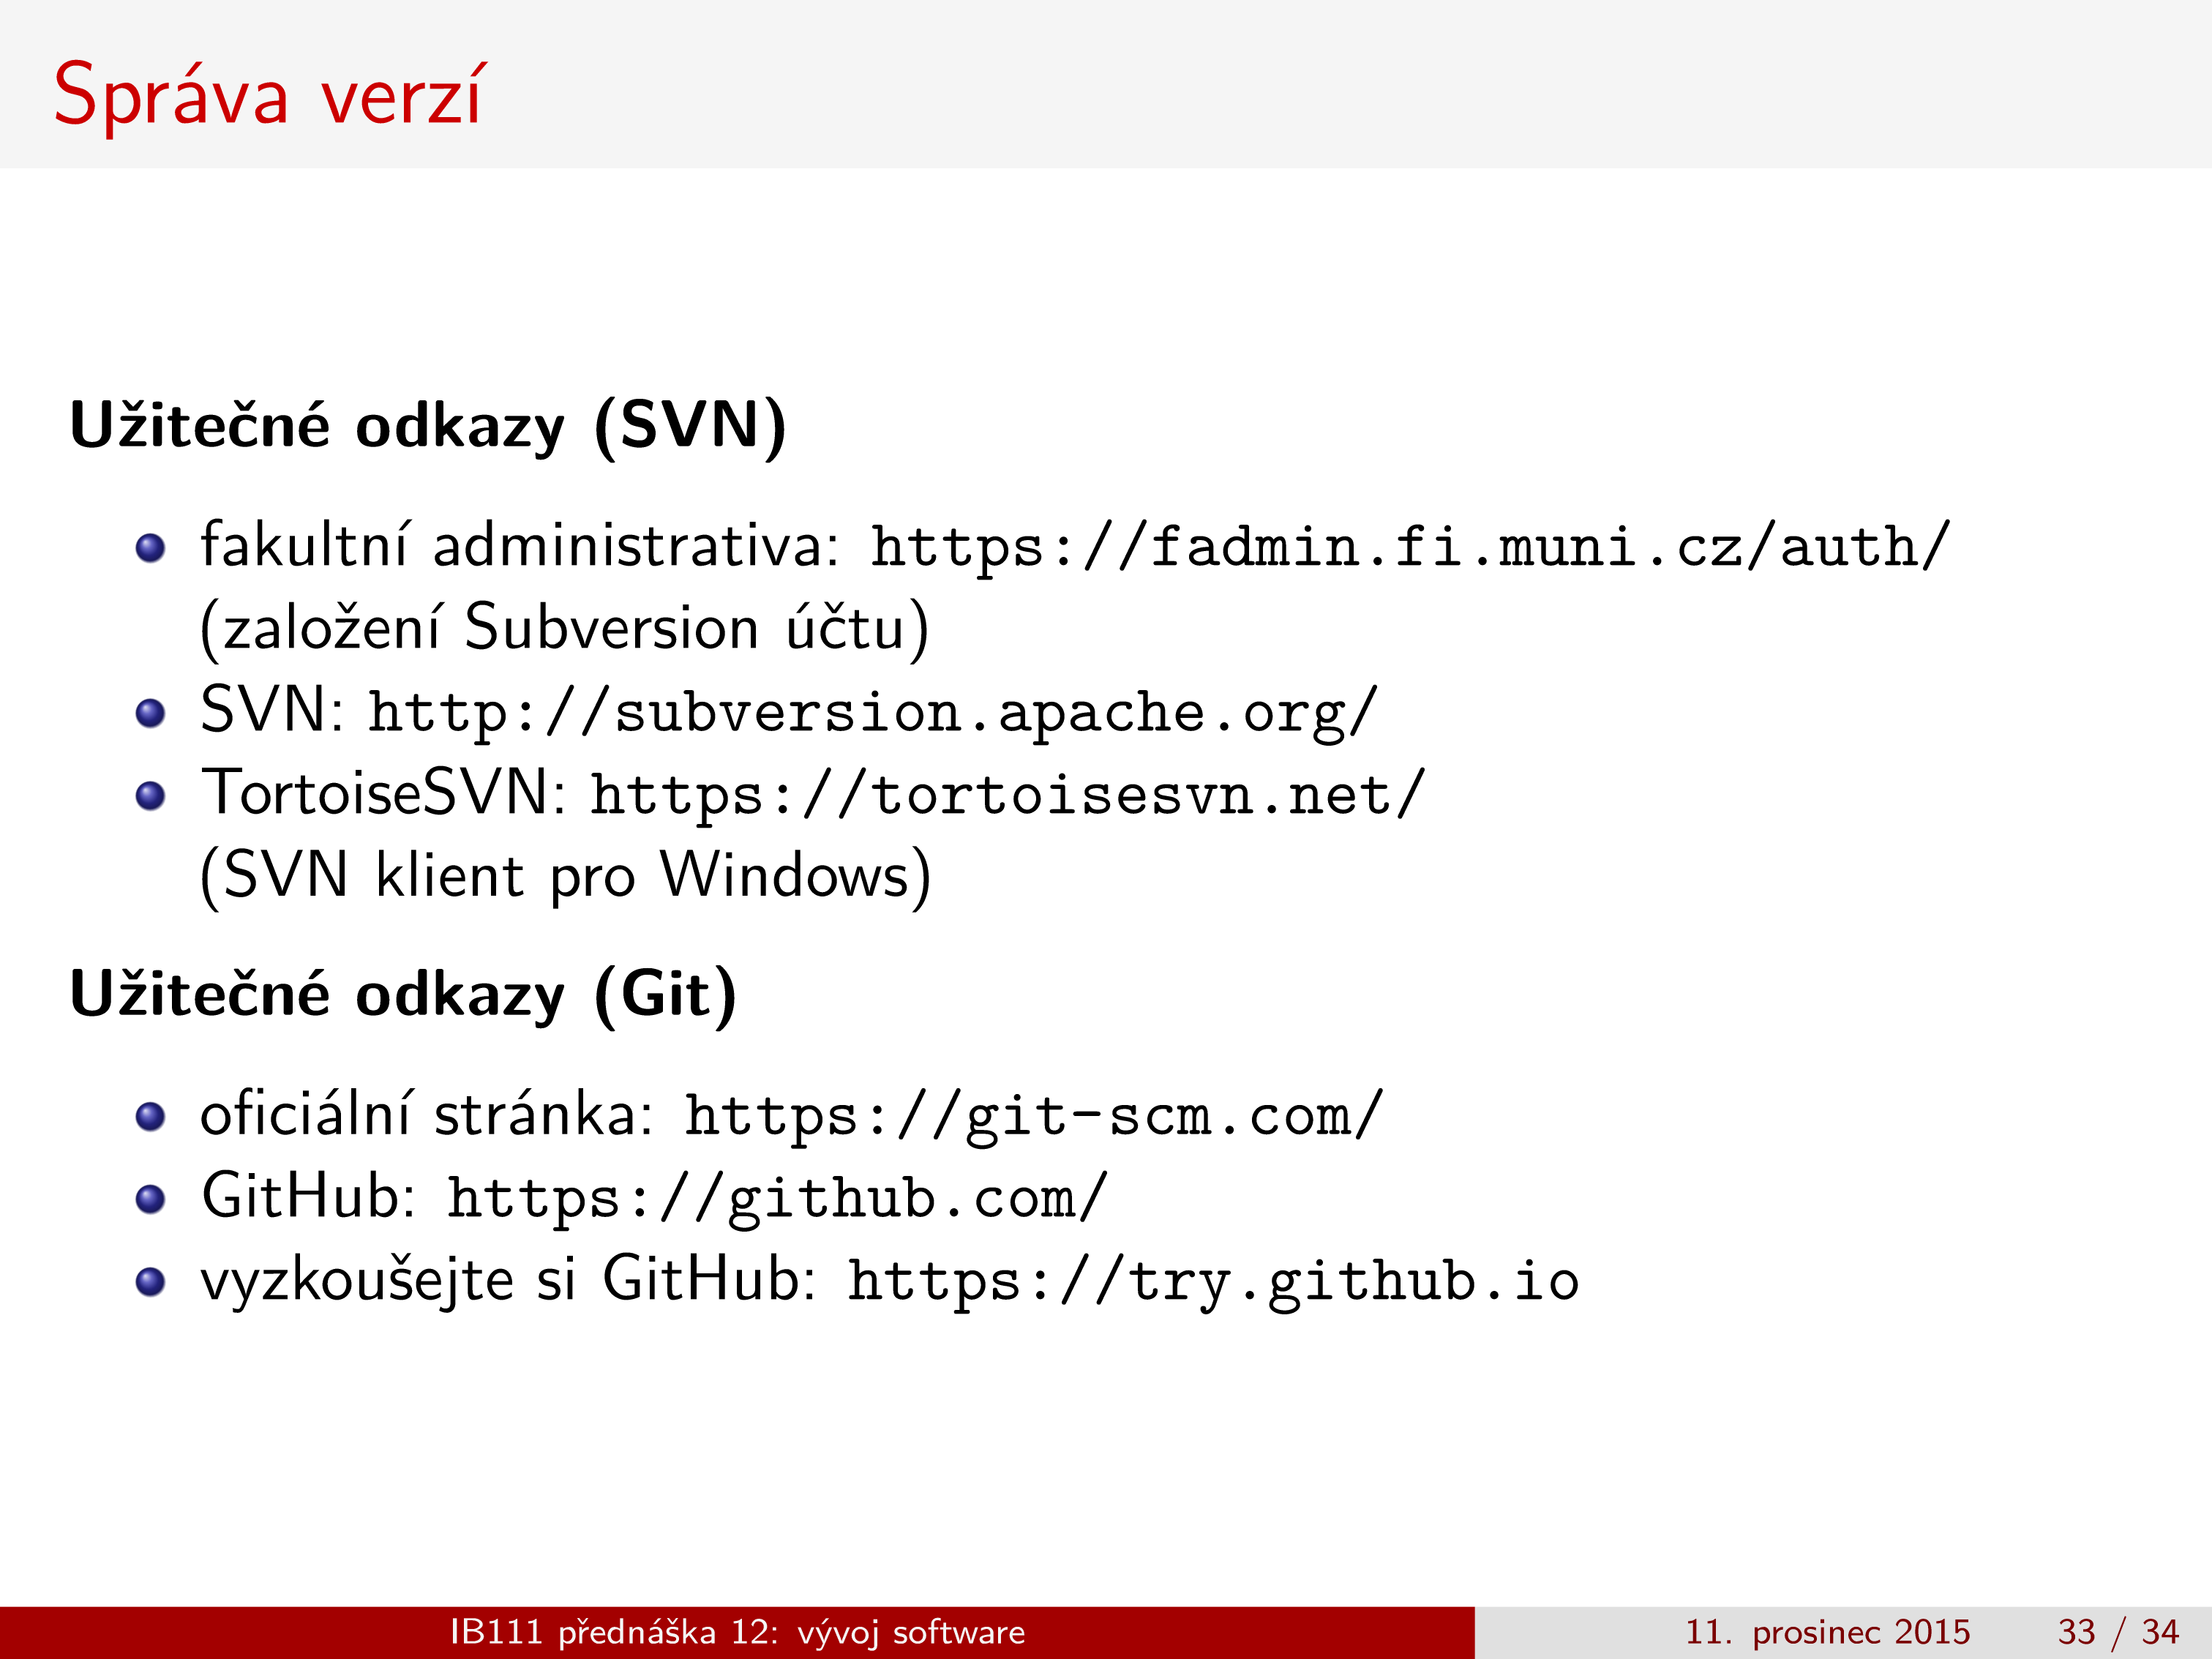 Správa verzí
Užitečné odkazy (SVN)
fakultní administrativa: https://fadmin.fi.muni.cz/auth/
(založení Subversion účtu)
SVN: http://subversion.apache.org/
TortoiseSVN: https://tortoisesvn.net/
(SVN klient pro Windows)
Užitečné odkazy (Git)
oficiální stránka: https://git-scm.com/
GitHub: https://github.com/
vyzkoušejte si GitHub: https://try.github.io
IB111 přednáška 12: vývoj software 11. prosinec 2015 33 / 34